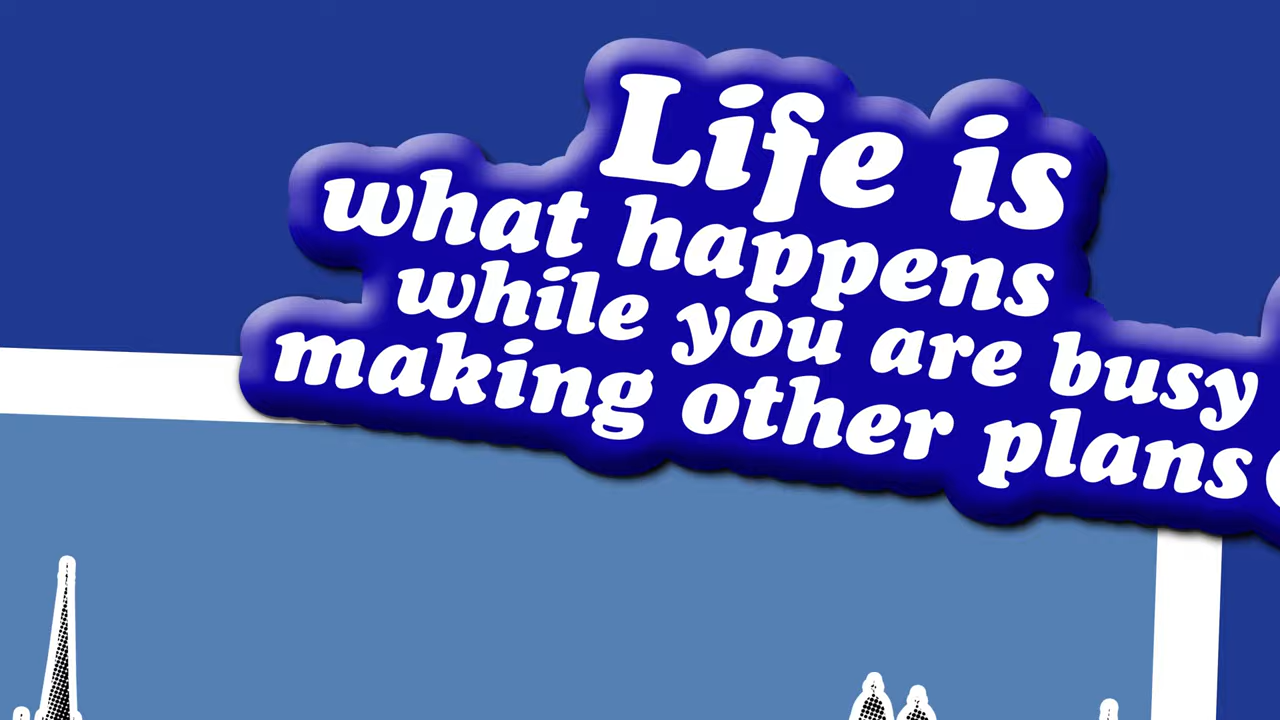 Life is
what happens
while you are busy
making other plans